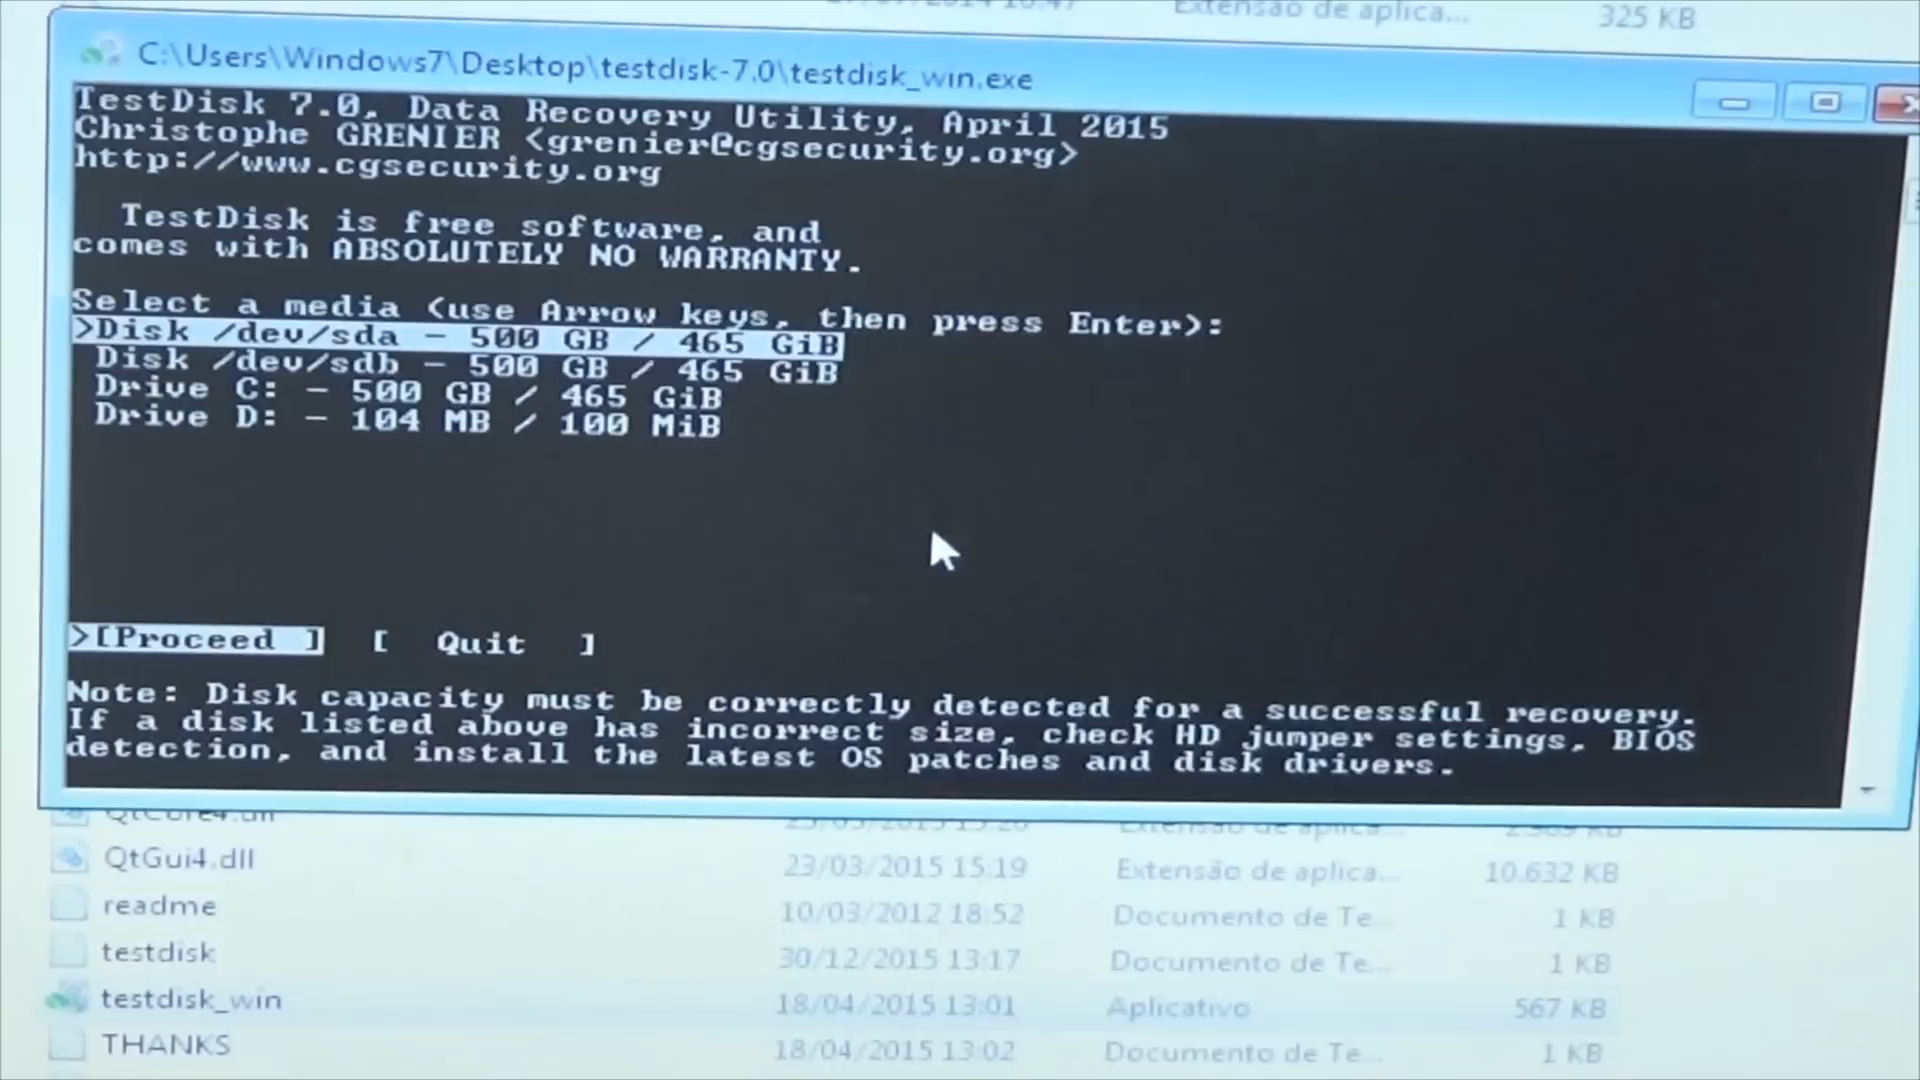 325 KB
C:\Users\Windows7\Desktop\testdisk-7.0\testdisk_win.exe
TestDisk 7.0, Data Recovery Utility, April 2015
Christophe GRENIER <grenier@cgsecurity.org>
http://www.cgsecurity.org
TestDisk is free software, and
comes with ABSOLUTELY NO WARRANTY.
Select a media (use Arrow keys, then press Enter):
>Disk /dev/sda - 500 GB / 465 GiB
Disk /dev/sdb - 500 GB / 465 GiB
Drive C: - 500 GB / 465 GiB
Drive D: - 104 MB / 100 MiB
>[Proceed ] [ Quit ]
Note: Disk capacity must be correctly detected for a successful recovery.
If a disk listed above has incorrect size, check HD jumper settings, BIOS
detection, and install the latest OS patches and disk drivers.
QtGui4.dll 23/03/2015 15:19 Extensão de aplica... 10.632 KB
readme 10/03/2012 18:52 Documento de Te... 1 KB
testdisk 30/12/2015 13:17 Documento de Te... 1 KB
testdisk_win 18/04/2015 13:01 Aplicativo 567 KB
THANKS 18/04/2015 13:02 Documento de Te... 1 KB